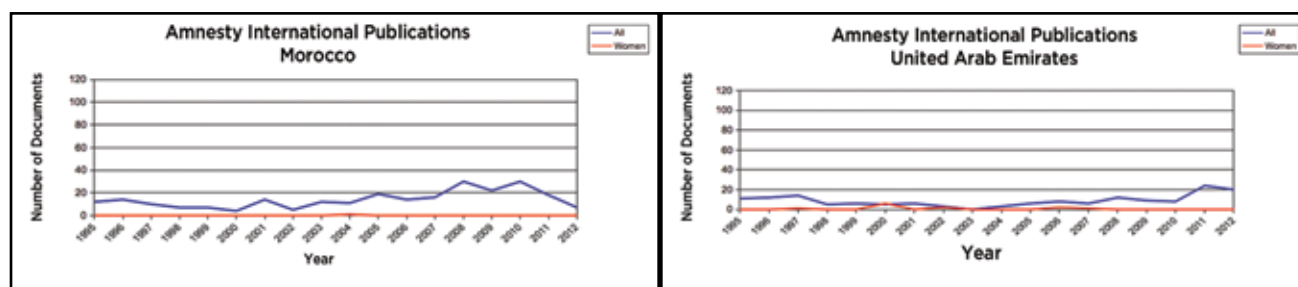 Amnesty International Publications
Morocco
All
Women
Number of Documents
120
100
80
60
40
20
0
1995 1996 1997 1998 1999 2000 2001 2002 2003 2004 2005 2006 2007 2008 2009 2010 2011 2012
Year
Amnesty International Publications
United Arab Emirates
All
Women
Number of Documents
120
100
80
60
40
20
0
1995 1996 1997 1998 1999 2000 2001 2002 2003 2004 2005 2006 2007 2008 2009 2010 2011 2012
Year